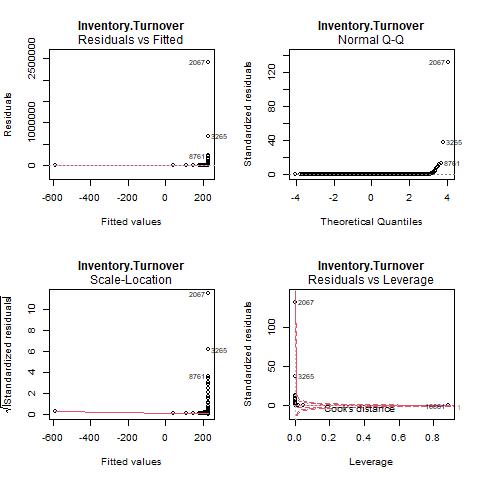 Inventory.Turnover
Residuals vs Fitted
Residuals
0 1000000 2500000
2067
3265
8761
-600 -400 -200 0 200
Fitted values
Inventory.Turnover
Normal Q-Q
Standardized residuals
0 40 80 140
2067
3265
8761
-4 -2 0 2 4
Theoretical Quantiles
Inventory.Turnover
Scale-Location
√|Standardized residuals|
0 2 4 6 8 10
2067
3265
8761
-600 -400 -200 0 200
Fitted values
Inventory.Turnover
Residuals vs Leverage
Standardized residuals
0 50 100
2067
3265
Cook's distance
1
0.0 0.2 0.4 0.6 0.8
Leverage